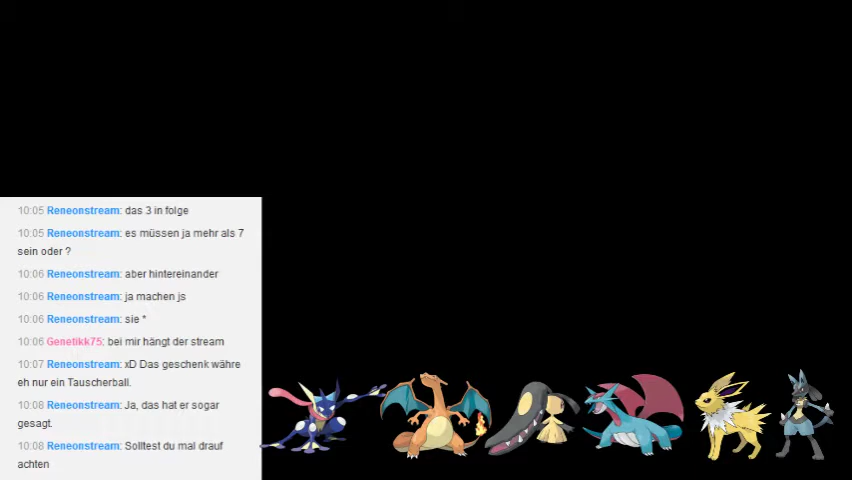 10:05 Reneonstream: das 3 in folge
10:05 Reneonstream: es müssen ja mehr als 7
sein oder ?
10:06 Reneonstream: aber hintereinander
10:06 Reneonstream: ja machen js
10:06 Reneonstream: sie *
10:06 Genetikk75: bei mir hängt der stream
10:07 Reneonstream: xD Das geschenk währe
eh nur ein Tauscherball.
10:08 Reneonstream: Ja, das hat er sogar
gesagt.
10:08 Reneonstream: Solltest du mal drauf
achten